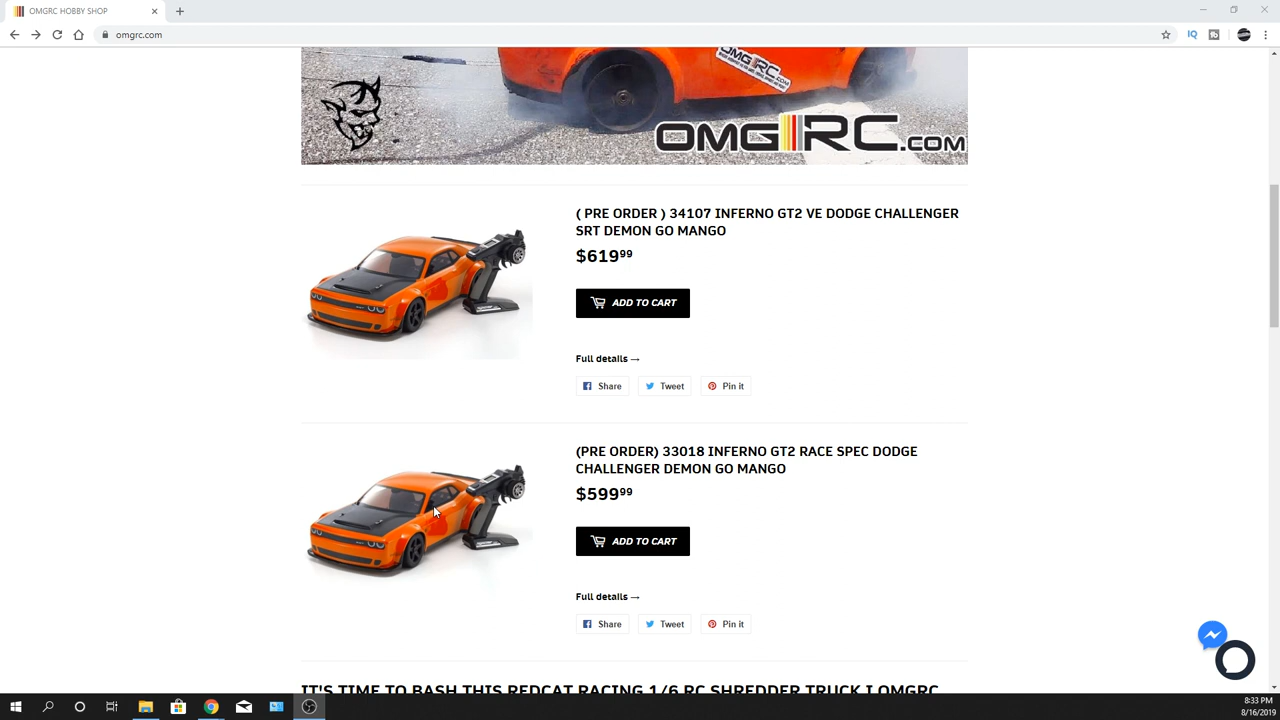 OMGRC HOBBY SHOP
omgrc.com
IQ
OMGRC.COM
OMGRC.com
( PRE ORDER ) 34107 INFERNO GT2 VE DODGE CHALLENGER
SRT DEMON GO MANGO
$619.99
ADD TO CART
Full details →
Share
Tweet
Pin it
(PRE ORDER) 33018 INFERNO GT2 RACE SPEC DODGE
CHALLENGER DEMON GO MANGO
$599.99
ADD TO CART
Full details →
Share
Tweet
Pin it
IT'S TIME TO BASH THIS REDCAT RACING 1/6 RC SHREDDER TRUCK | OMGRC
8:33 PM
8/16/2019